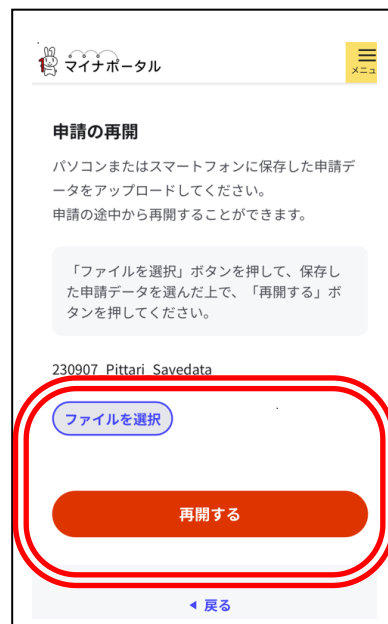 マイナポータル
メニュ
申請の再開
パソコンまたはスマートフォンに保存した申請デ
ータをアップロードしてください。
申請の途中から再開することができます。
「ファイルを選択」ボタンを押して、保存し
た申請データを選んだ上で、「再開する」ボ
タンを押してください。
230907_Pittari_Savedata
ファイルを選択
再開する
戻る